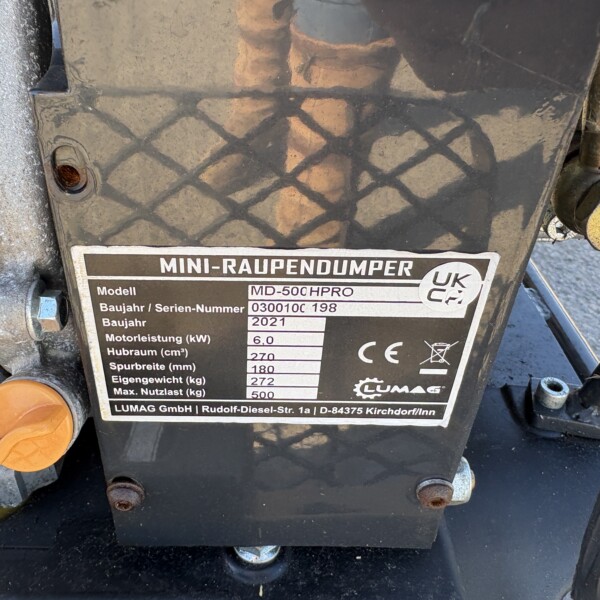 MINI-RAUPENDUMPER
Modell MD-500HPRO
Baujahr / Serien-Nummer 0300100 198
Baujahr 2021
Motorleistung (kW) 6,0
Hubraum (cm³) 270
Spurbreite (mm) 180
Eigengewicht (kg) 272
Max. Nutzlast (kg) 500
UK
CA
CE
LUMAG
LUMAG GmbH | Rudolf-Diesel-Str. 1a | D-84375 Kirchdorf/Inn